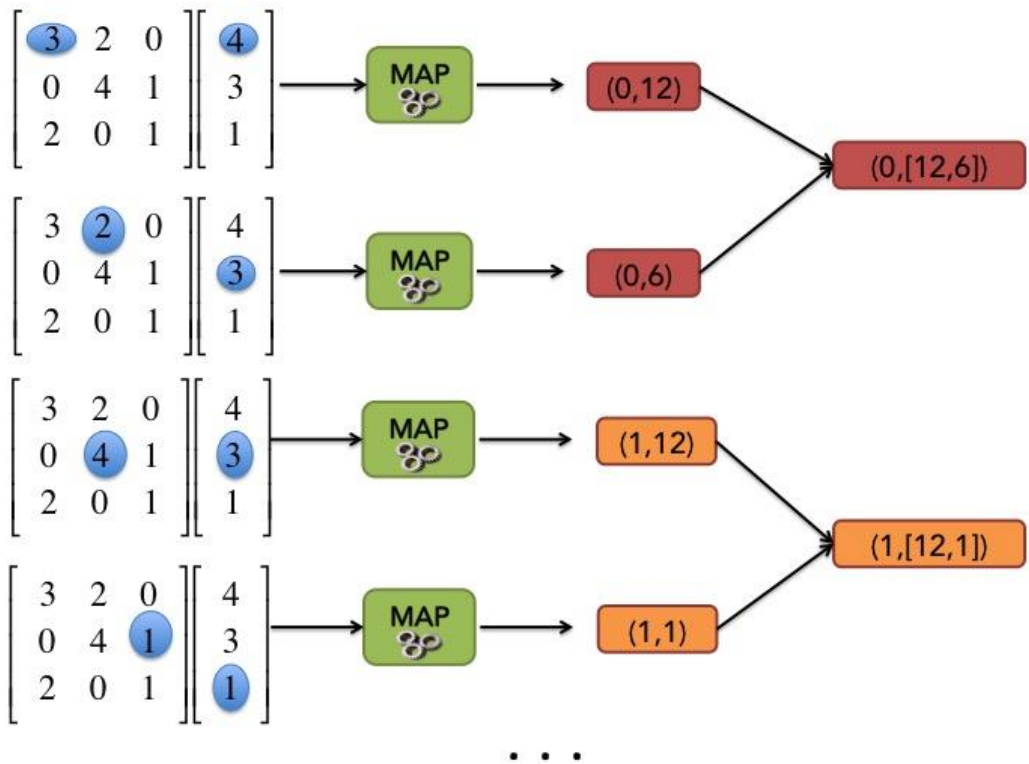 3 2 0 4
0 4 1 3
2 0 1 1
MAP
(0,12)
(0,[12,6])
3 2 0 4
0 4 1 3
2 0 1 1
MAP
(0,6)
3 2 0 4
0 4 1 3
2 0 1 1
MAP
(1,12)
(1,[12,1])
3 2 0 4
0 4 1 3
2 0 1 1
MAP
(1,1)
. . .